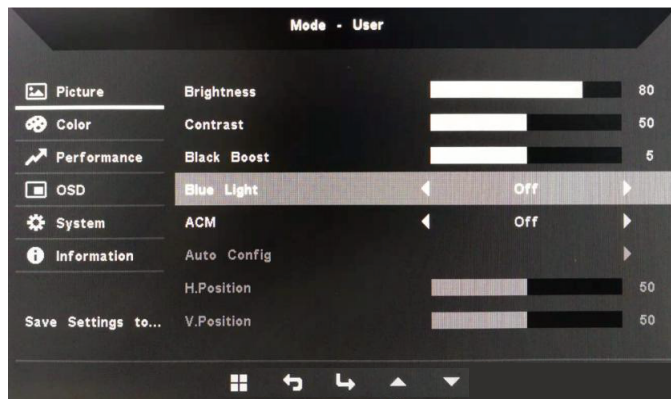 Mode - User
Picture
Brightness 80
Color
Contrast 50
Performance
Black Boost 5
OSD
Blue Light Off
System
ACM Off
Information
Auto Config
H.Position 50
Save Settings to...
V.Position 50